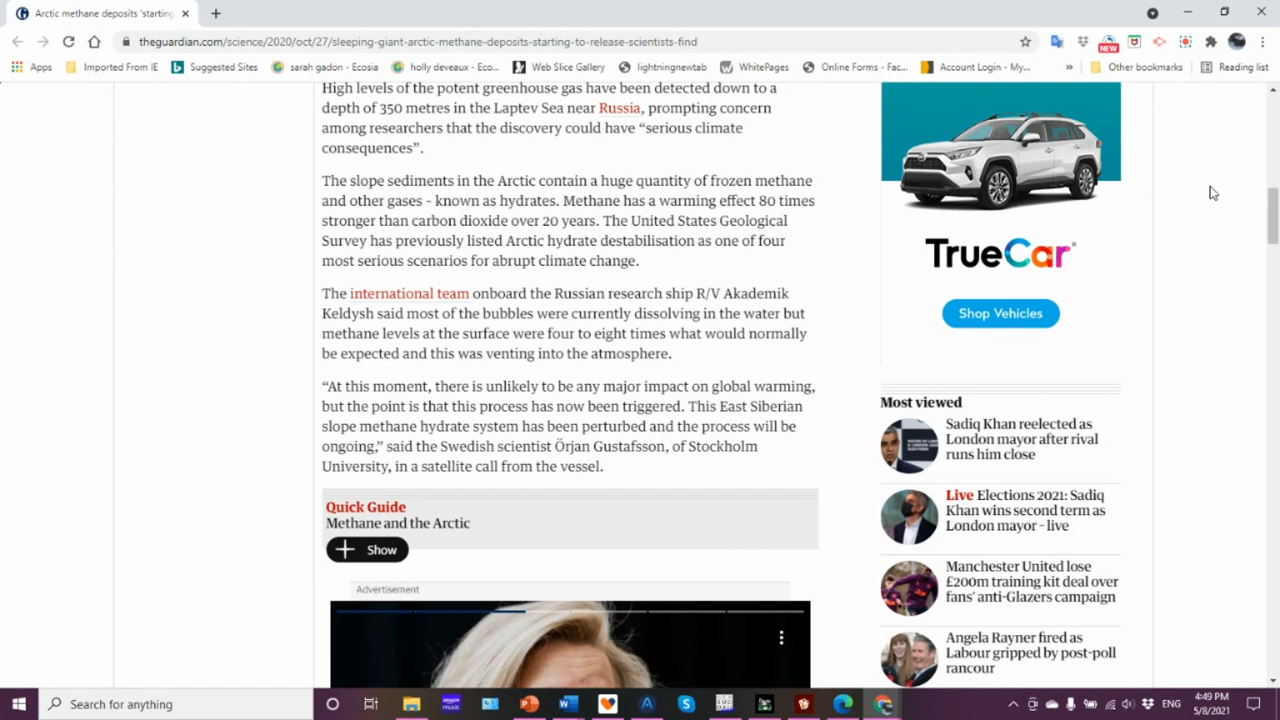 Arctic methane deposits 'starting
theguardian.com/science/2020/oct/27/sleeping-giant-arctic-methane-deposits-starting-to-release-scientists-find
NEW
Apps
Imported From IE
Suggested Sites
sarah gadon - Ecosia
holly deveaux - Eco...
Web Slice Gallery
lightningnewtab
WhitePages
Online Forms – Fac...
Account Login - My...
»
Other bookmarks
Reading list
High levels of the potent greenhouse gas have been detected down to a
depth of 350 metres in the Laptev Sea near Russia, prompting concern
among researchers that the discovery could have “serious climate
consequences”.
The slope sediments in the Arctic contain a huge quantity of frozen methane
and other gases – known as hydrates. Methane has a warming effect 80 times
stronger than carbon dioxide over 20 years. The United States Geological
Survey has previously listed Arctic hydrate destabilisation as one of four
most serious scenarios for abrupt climate change.
The international team onboard the Russian research ship R/V Akademik
Keldysh said most of the bubbles were currently dissolving in the water but
methane levels at the surface were four to eight times what would normally
be expected and this was venting into the atmosphere.
“At this moment, there is unlikely to be any major impact on global warming,
but the point is that this process has now been triggered. This East Siberian
slope methane hydrate system has been perturbed and the process will be
ongoing,” said the Swedish scientist Örjan Gustafsson, of Stockholm
University, in a satellite call from the vessel.
Quick Guide
Methane and the Arctic
Show
Advertisement
TrueCar
Shop Vehicles
Most viewed
Sadiq Khan reelected as
London mayor after rival
runs him close
Live Elections 2021: Sadiq
Khan wins second term as
London mayor – live
Manchester United lose
£200m training kit deal over
fans’ anti-Glazers campaign
Angela Rayner fired as
Labour gripped by post-poll
rancour
Search for anything
ENG
4:49 PM
5/8/2021